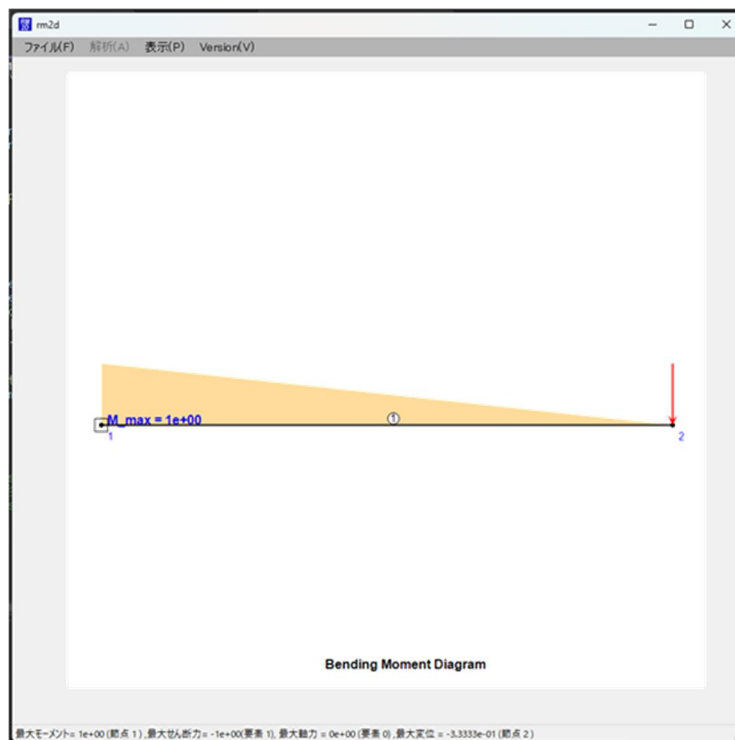 rm2d
ファイル(F) 解析(A) 表示(P) Version(V)
M_max = 1e+00
1
1
2
Bending Moment Diagram
最大モーメント= 1e+00 (節点 1) ,最大せん断力= -1e+00(要素 1), 最大軸力 = 0e+00 (要素 0) ,最大変位 = -3.3333e-01 (節点 2)